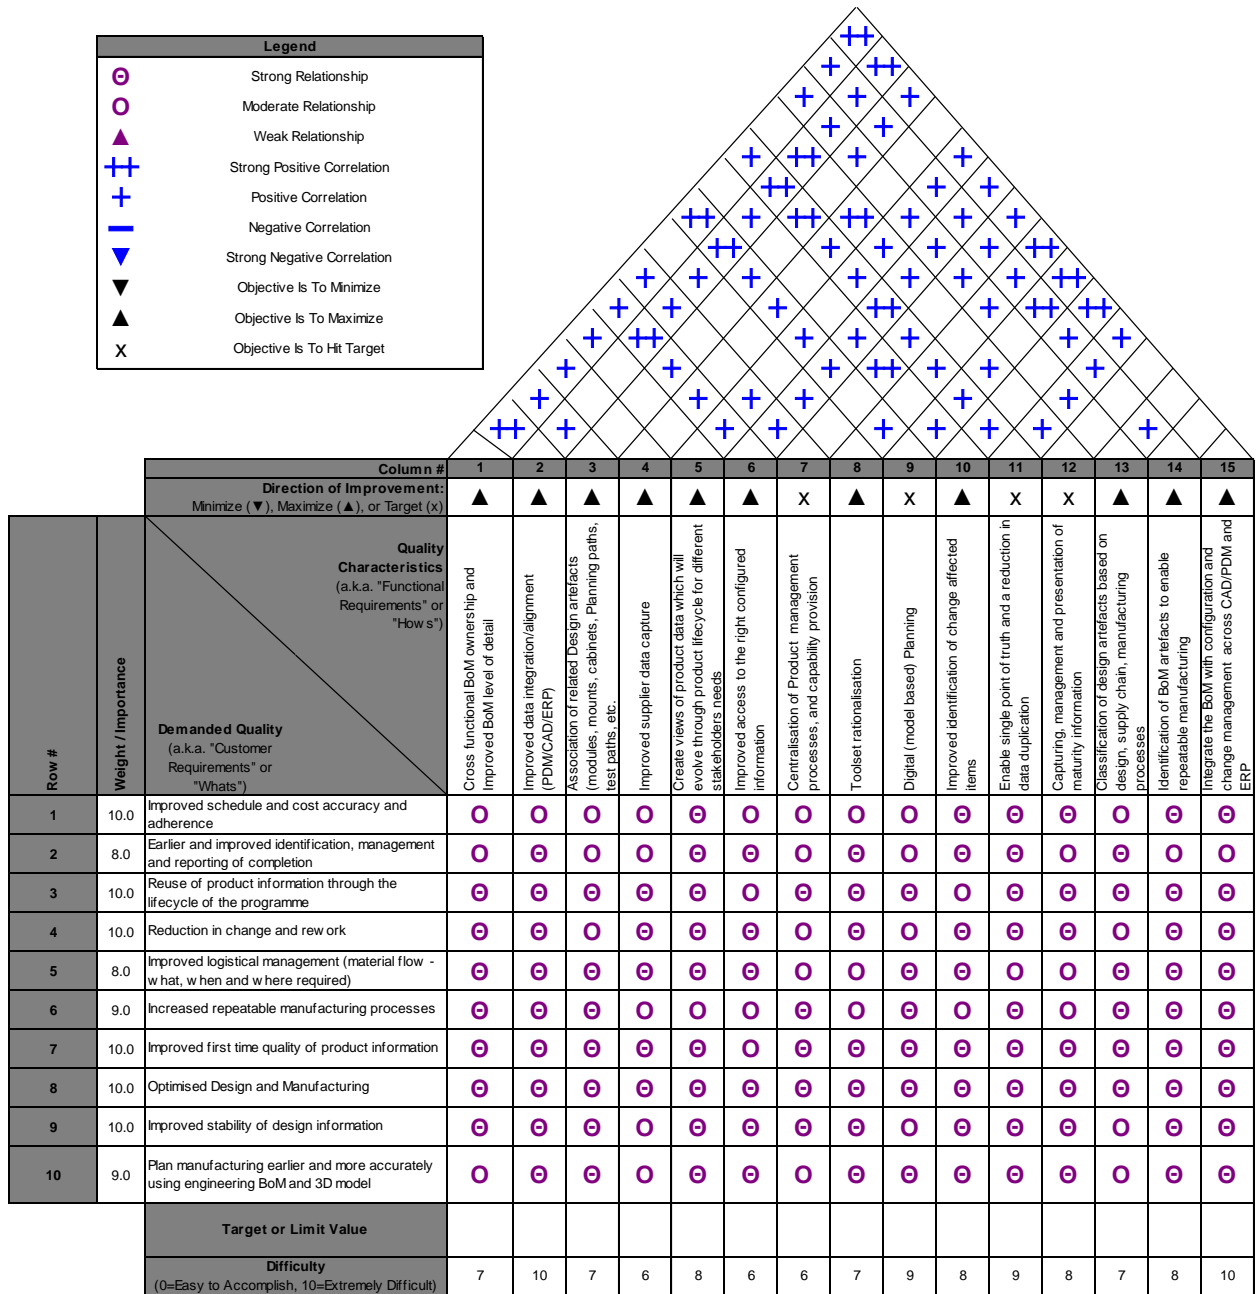 Legend
Θ Strong Relationship
Ο Moderate Relationship
▲ Weak Relationship
++ Strong Positive Correlation
+ Positive Correlation
▬ Negative Correlation
▼ Strong Negative Correlation
▼ Objective Is To Minimize
▲ Objective Is To Maximize
x Objective Is To Hit Target
Column # 1 2 3 4 5 6 7 8 9 10 11 12 13 14 15
Direction of Improvement:
Minimize (▼), Maximize (▲), or Target (x) ▲ ▲ ▲ ▲ ▲ ▲ x ▲ x ▲ x x ▲ ▲ ▲
Row #
Weight / Importance
Quality
Characteristics
(a.k.a. "Functional
Requirements" or
"Hows")
Demanded Quality
(a.k.a. "Customer
Requirements" or
"Whats")
Cross functional BoM ownership and
Improved BoM level of detail
Improved data integration/alignment
(PDM/CAD/ERP)
Association of related Design artefacts
(modules, mounts, cabinets, Planning paths,
test paths, etc.
Improved supplier data capture
Create views of product data which will
evolve through product lifecycle for different
stakeholders needs
Improved access to the right configured
information
Centralisation of Product management
processes, and capability provision
Toolset rationalisation
Digital (model based) Planning
Improved identification of change affected
items
Enable single point of truth and a reduction in
data duplication
Capturing, management and presentation of
maturity information
Classification of design artefacts based on
design, supply chain, manufacturing
processes
Identification of BoM artefacts to enable
repeatable manufacturing
Integrate the BoM with configuration and
change management across CAD/PDM and
ERP
1 10.0 Improved schedule and cost accuracy and
adherence
Ο Ο Ο Ο Θ Ο Ο Ο Ο Θ Θ Θ Ο Θ Θ
2 8.0 Earlier and improved identification, management
and reporting of completion
Ο Θ Ο Ο Θ Θ Ο Θ Ο Θ Θ Ο Θ Ο Ο
3 10.0 Reuse of product information through the
lifecycle of the programme
Θ Θ Θ Θ Θ Ο Θ Θ Θ Ο Θ Θ Θ Θ Θ
4 10.0 Reduction in change and rework
Θ Θ Ο Θ Θ Θ Ο Θ Ο Θ Θ Θ Ο Θ Θ
5 8.0 Improved logistical management (material flow -
what, when and where required)
Θ Θ Θ Θ Θ Θ Ο Ο Θ Θ Ο Ο Θ Θ Θ
6 9.0 Increased repeatable manufacturing processes
Θ Θ Θ Ο Ο Θ Θ Ο Θ Ο Θ Ο Θ Θ Θ
7 10.0 Improved first time quality of product information
Θ Θ Θ Θ Θ Ο Θ Θ Θ Θ Θ Θ Θ Θ Θ
8 10.0 Optimised Design and Manufacturing
Θ Θ Θ Θ Θ Θ Θ Θ Θ Θ Θ Θ Θ Θ Θ
9 10.0 Improved stability of design information
Θ Θ Θ Ο Θ Θ Θ Θ Ο Θ Θ Θ Ο Θ Θ
10 9.0 Plan manufacturing earlier and more accurately
using engineering BoM and 3D model
Ο Θ Θ Ο Θ Θ Ο Θ Θ Θ Θ Θ Ο Θ Θ
Target or Limit Value
Difficulty
(0=Easy to Accomplish, 10=Extremely Difficult) 7 10 7 6 8 6 6 7 9 8 9 8 7 8 10